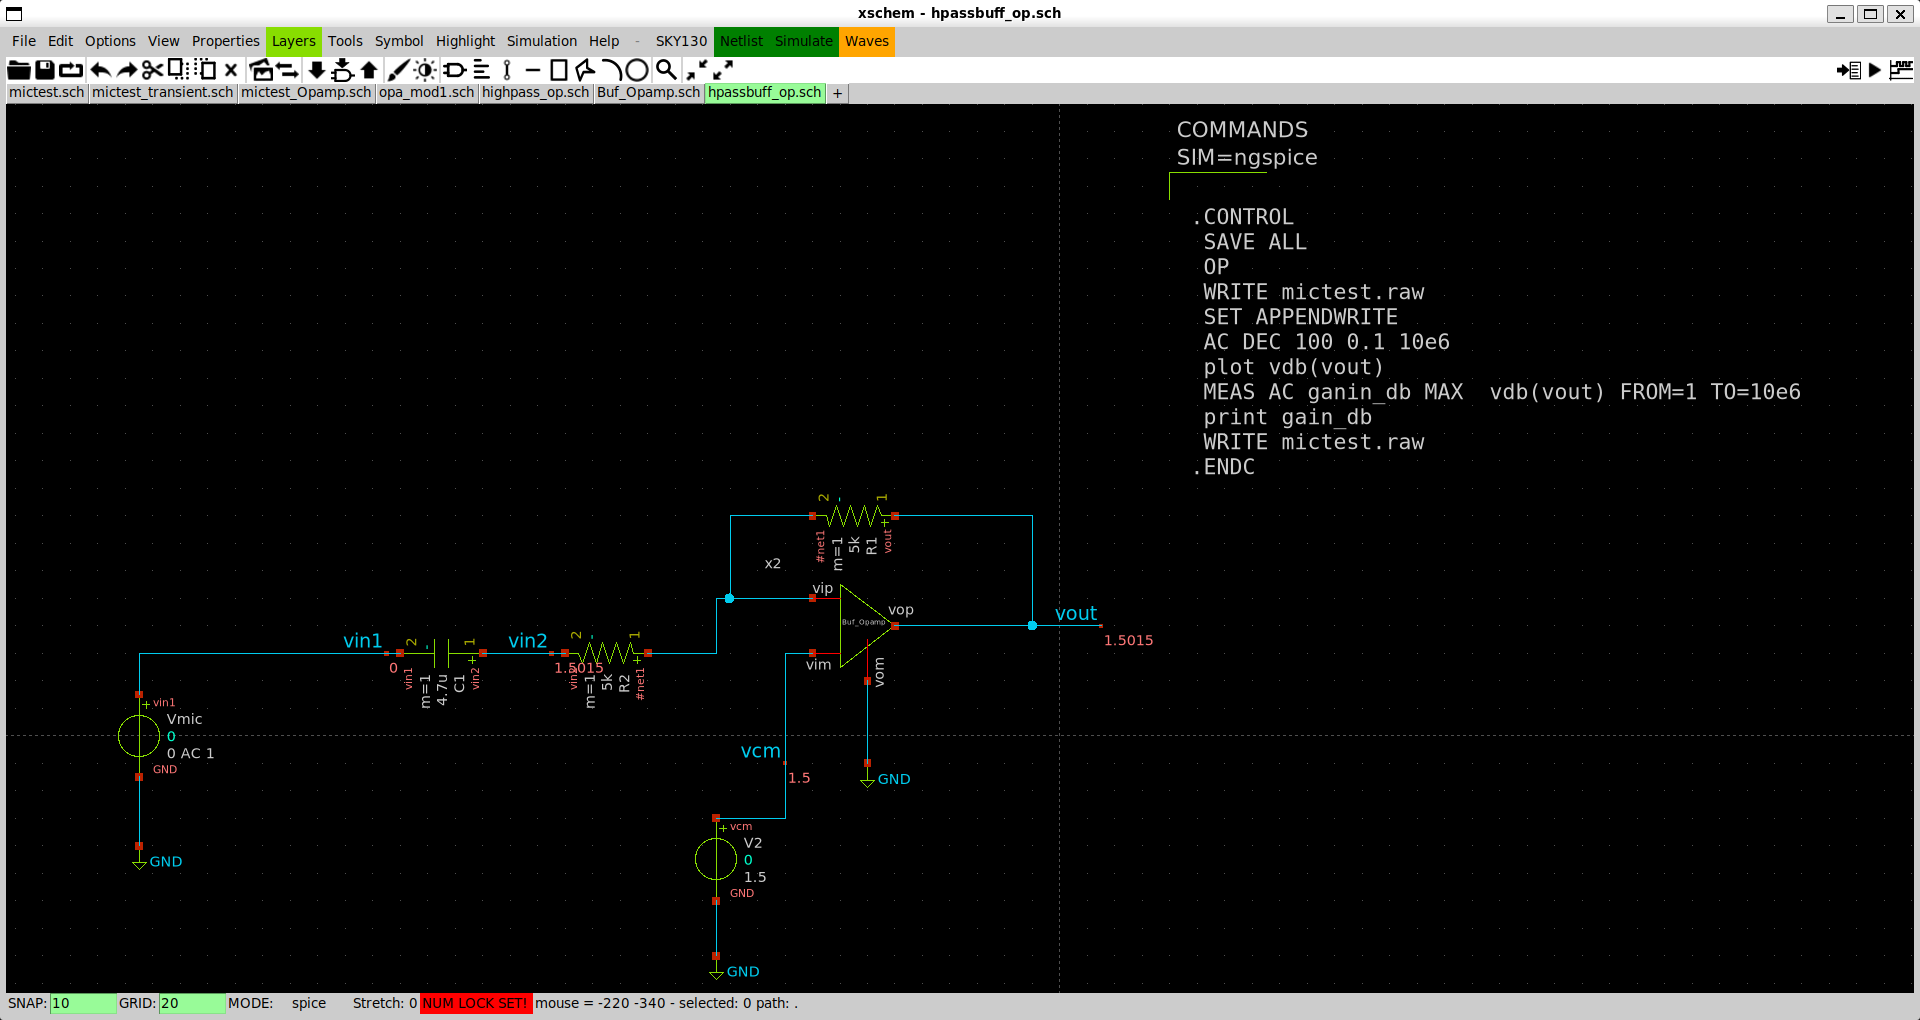 xschem - hpassbuff_op.sch
File Edit Options View Properties Layers Tools Symbol Highlight Simulation Help - SKY130 Netlist Simulate Waves
mictest.sch mictest_transient.sch mictest_Opamp.sch opa_mod1.sch highpass_op.sch Buf_Opamp.sch hpassbuff_op.sch +
COMMANDS
SIM=ngspice
.CONTROL
SAVE ALL
OP
WRITE mictest.raw
SET APPENDWRITE
AC DEC 100 0.1 10e6
plot vdb(vout)
MEAS AC ganin_db MAX vdb(vout) FROM=1 TO=10e6
print gain_db
WRITE mictest.raw
.ENDC
2 - 1
#net1 m=1 5k R1 + vout
x2
vip
vop
Buf_Opamp
vout
1.5015
vim
vom
vin1 2 - 1
0 vin1 m=1 4.7u C1 + vin2
vin2 2 - 1
1.5015
vin2 m=1 5k R2 + #net1
+ vin1
Vmic
0
0 AC 1
GND
GND
vcm
1.5
GND
+ vcm
V2
0
1.5
GND
GND
SNAP: 10 GRID: 20 MODE: spice Stretch: 0 NUM LOCK SET! mouse = -220 -340 - selected: 0 path: .